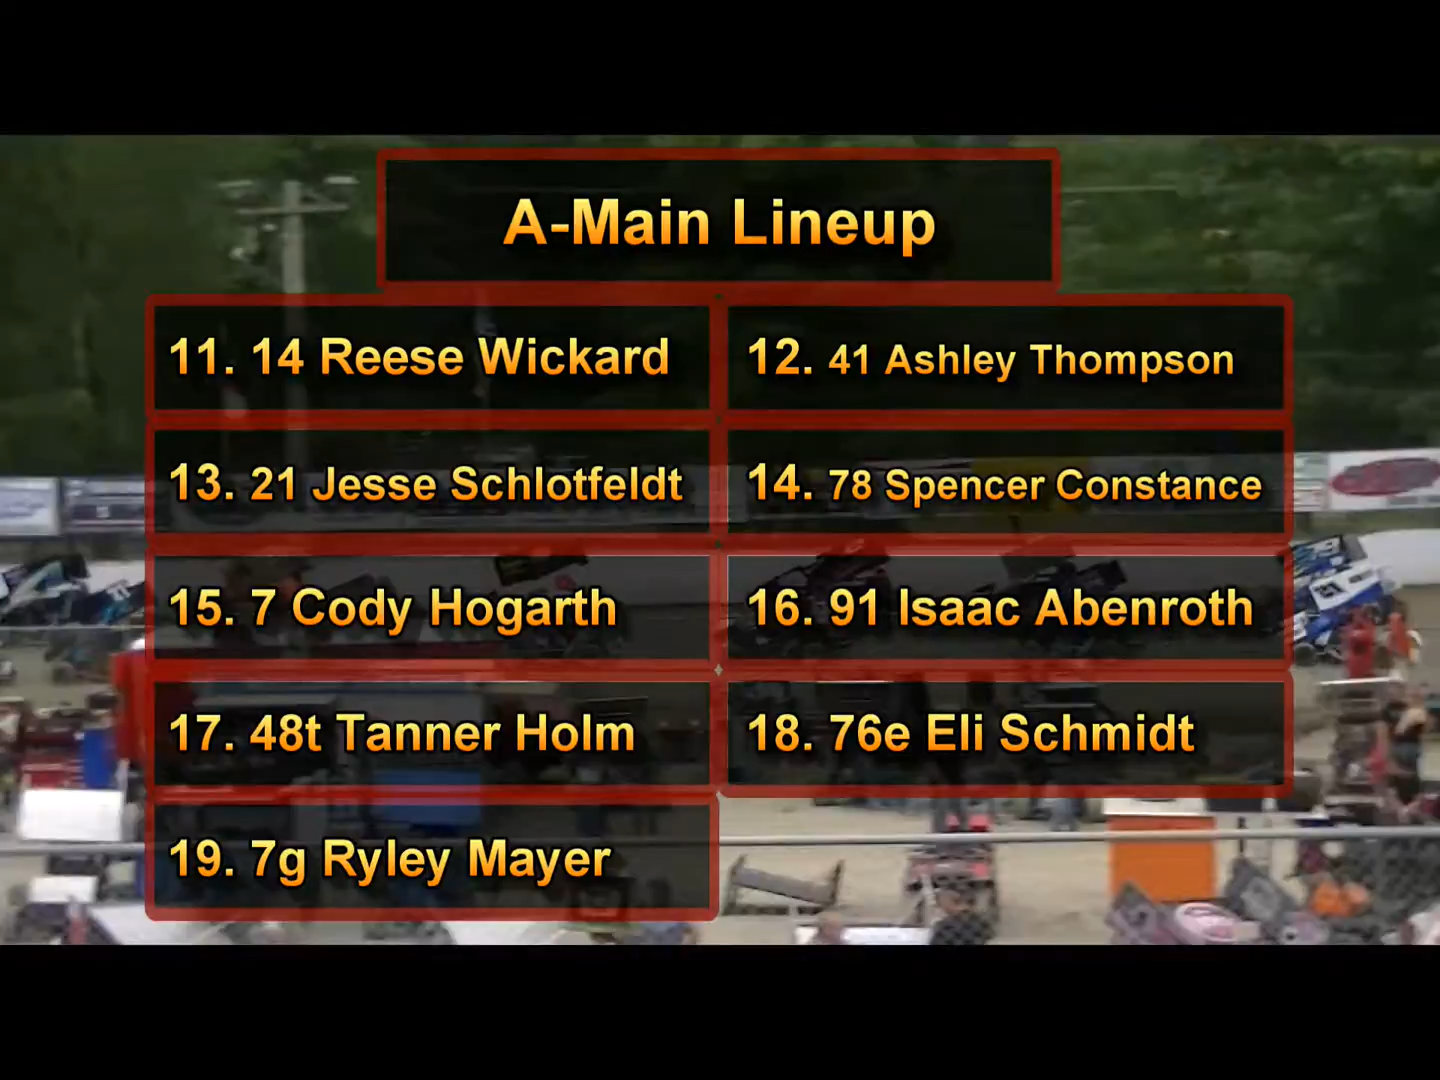 A-Main Lineup
11. 14 Reese Wickard
12. 41 Ashley Thompson
13. 21 Jesse Schlotfeldt
14. 78 Spencer Constance
15. 7 Cody Hogarth
16. 91 Isaac Abenroth
17. 48t Tanner Holm
18. 76e Eli Schmidt
19. 7g Ryley Mayer